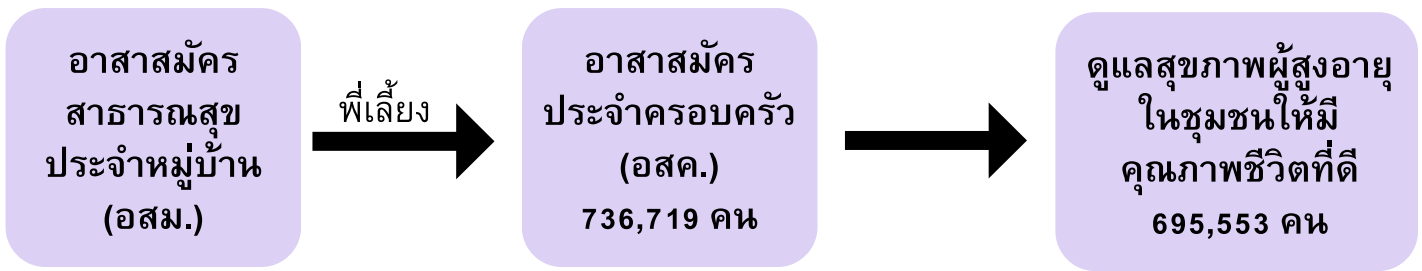 อาสาสมัคร
สาธารณสุข
ประจำหมู่บ้าน
(อสม.)
พี่เลี้ยง
อาสาสมัคร
ประจำครอบครัว
(อสค.)
736,719 คน
ดูแลสุขภาพผู้สูงอายุ
ในชุมชนให้มี
คุณภาพชีวิตที่ดี
695,553 คน